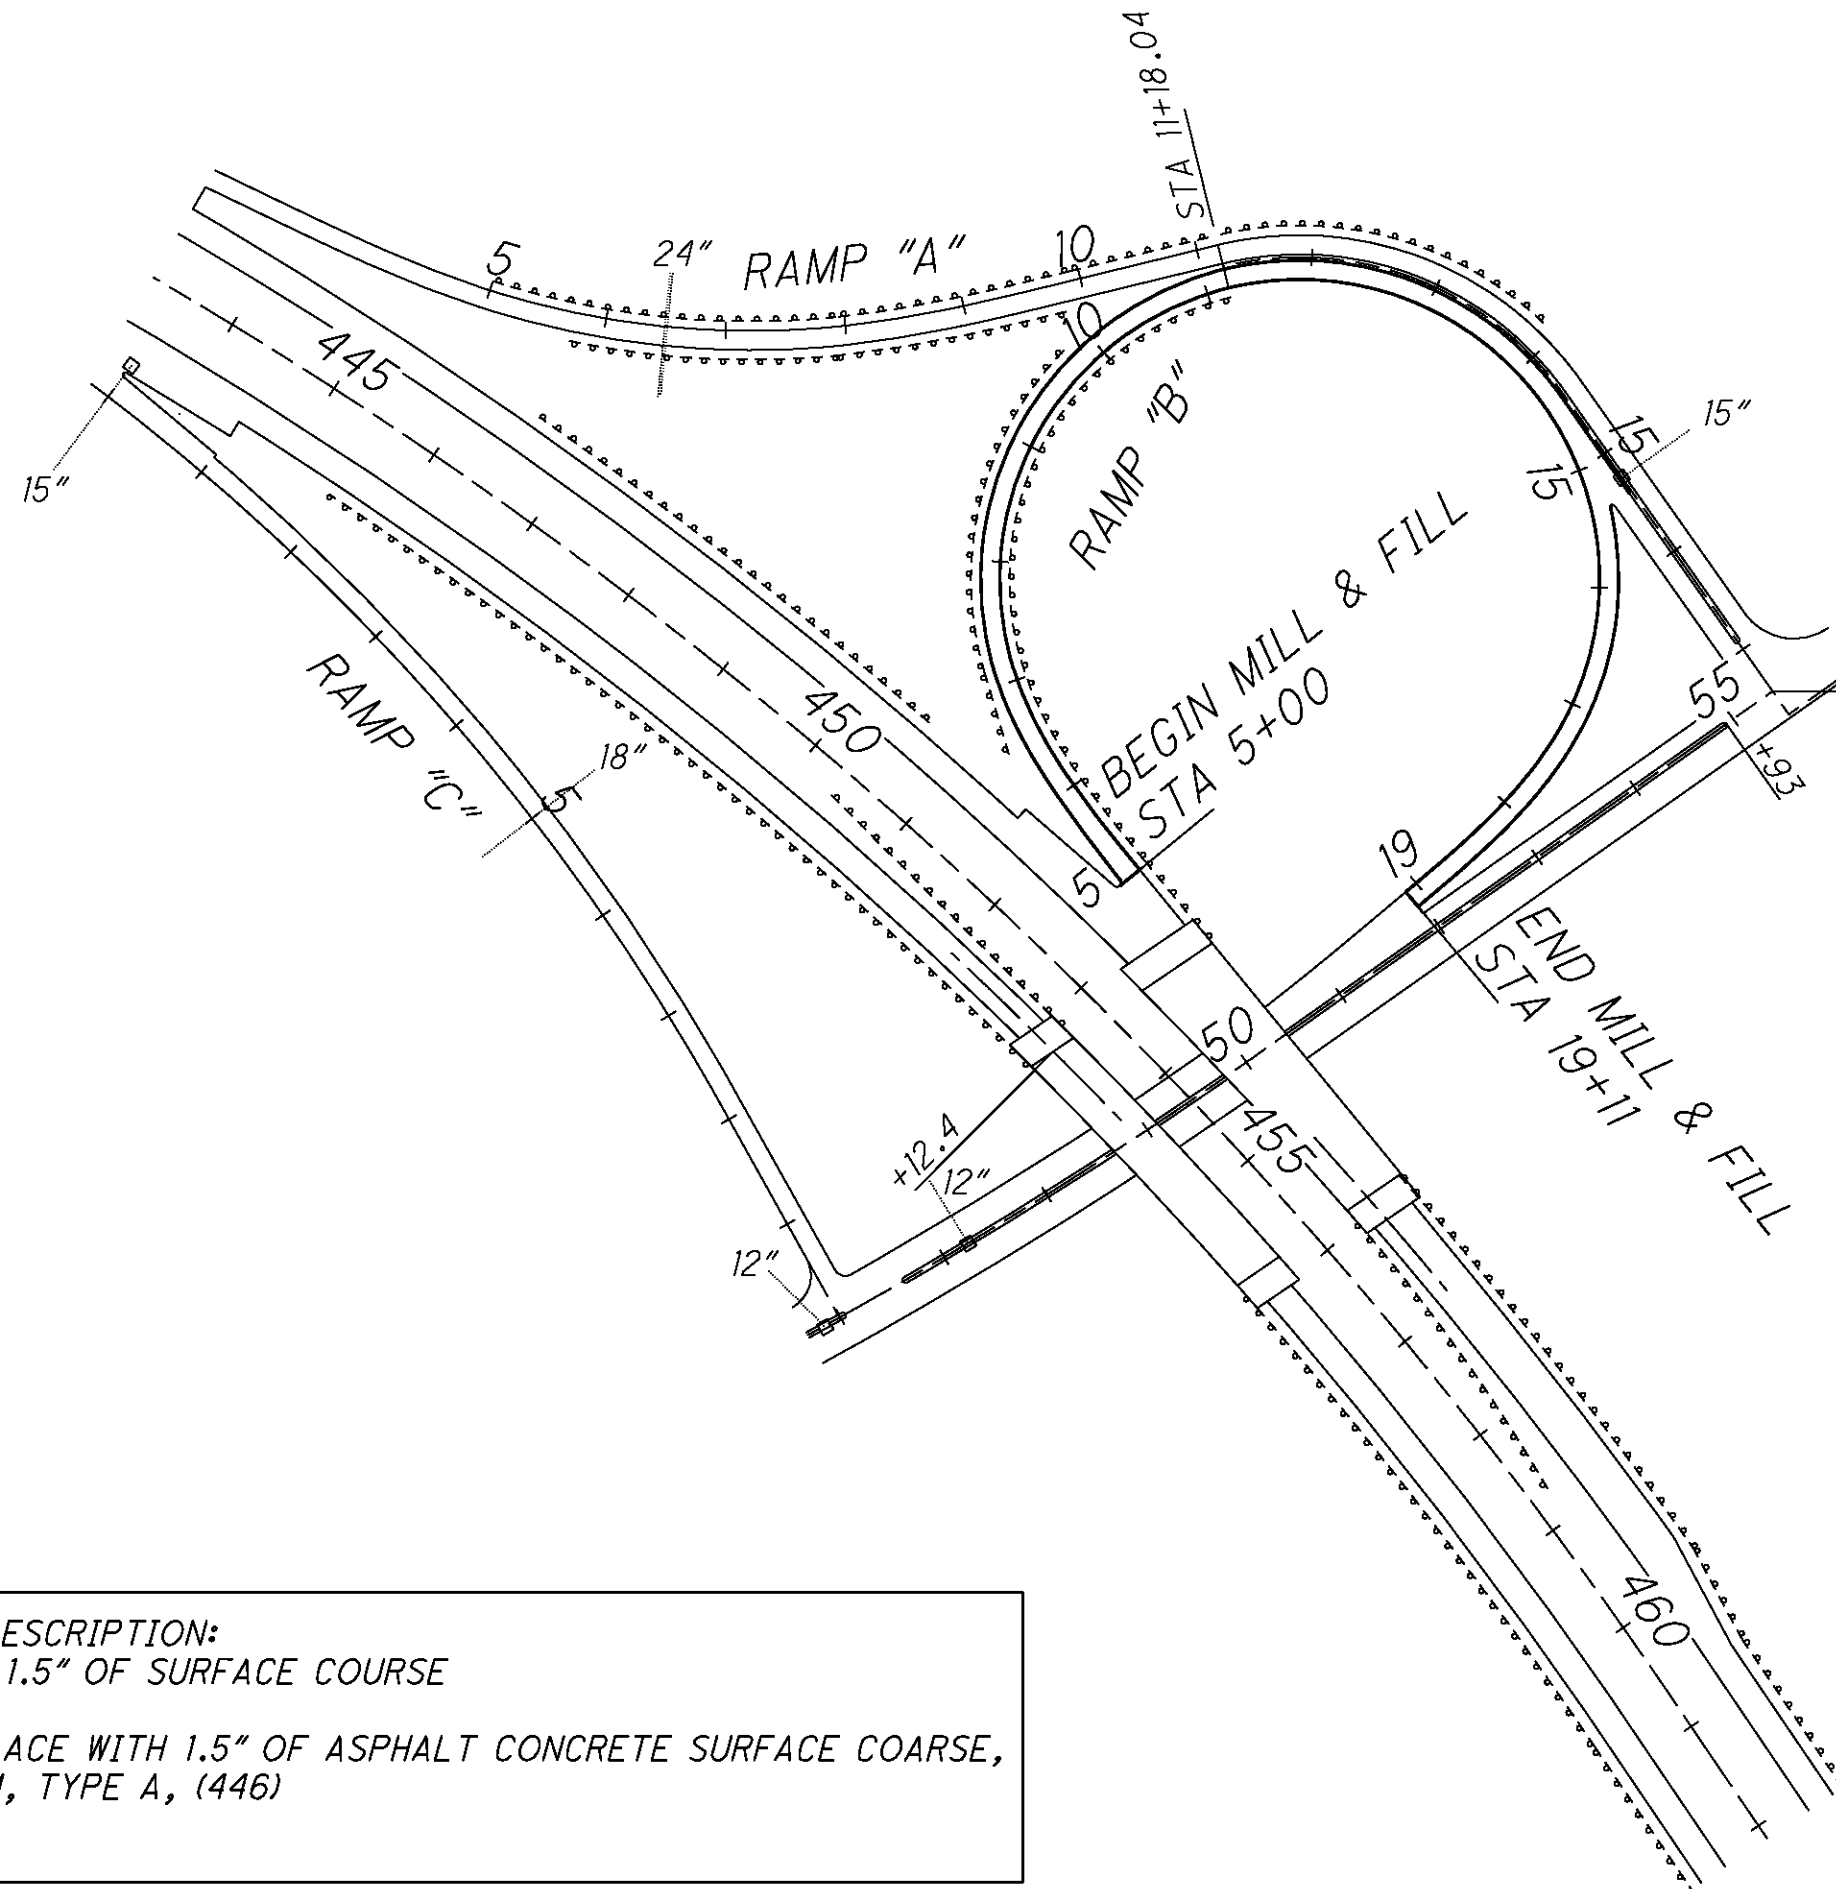 STA 11+18.04
5
24"
RAMP "A"
10
10
445
15"
RAMP "B"
15
15
15"
RAMP "C"
18"
5
450
BEGIN MILL & FILL
STA 5+00
5
55
+93
19
END MILL & FILL
STA 19+11
50
455
+12.4
12"
12"
460
ESCRIPTION:
1.5" OF SURFACE COURSE
ACE WITH 1.5" OF ASPHALT CONCRETE SURFACE COARSE,
, TYPE A, (446)